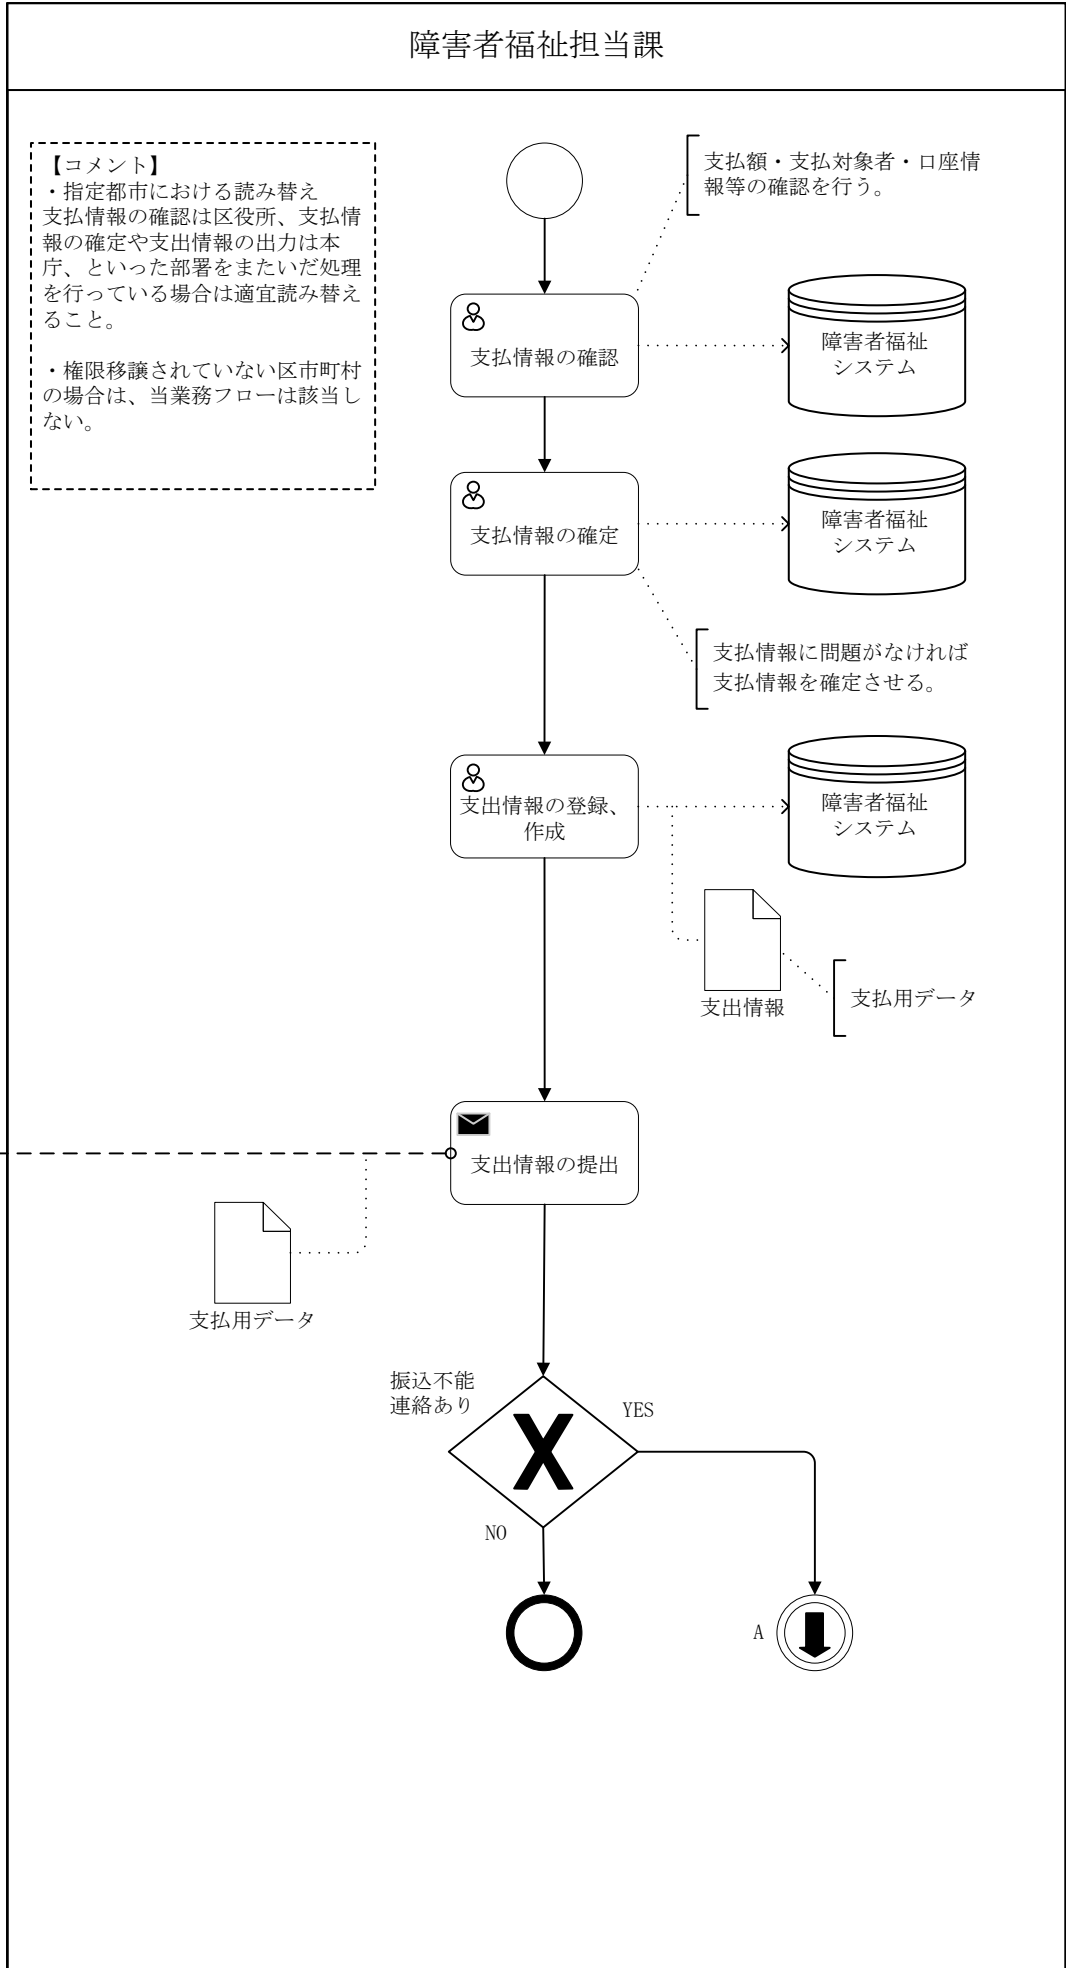 障害者福祉担当課
【コメント】
・指定都市における読み替え
支払情報の確認は区役所、支払情
報の確定や支出情報の出力は本
庁、といった部署をまたいだ処理
を行っている場合は適宜読み替え
ること。
・権限移譲されていない区市町村
の場合は、当業務フローは該当し
ない。
支払額・支払対象者・口座情
報等の確認を行う。
支払情報の確認
障害者福祉
システム
支払情報の確定
障害者福祉
システム
支払情報に問題がなければ
支払情報を確定させる。
支出情報の登録、
作成
障害者福祉
システム
支出情報
支払用データ
支出情報の提出
支払用データ
振込不能
連絡あり
YES
NO
A